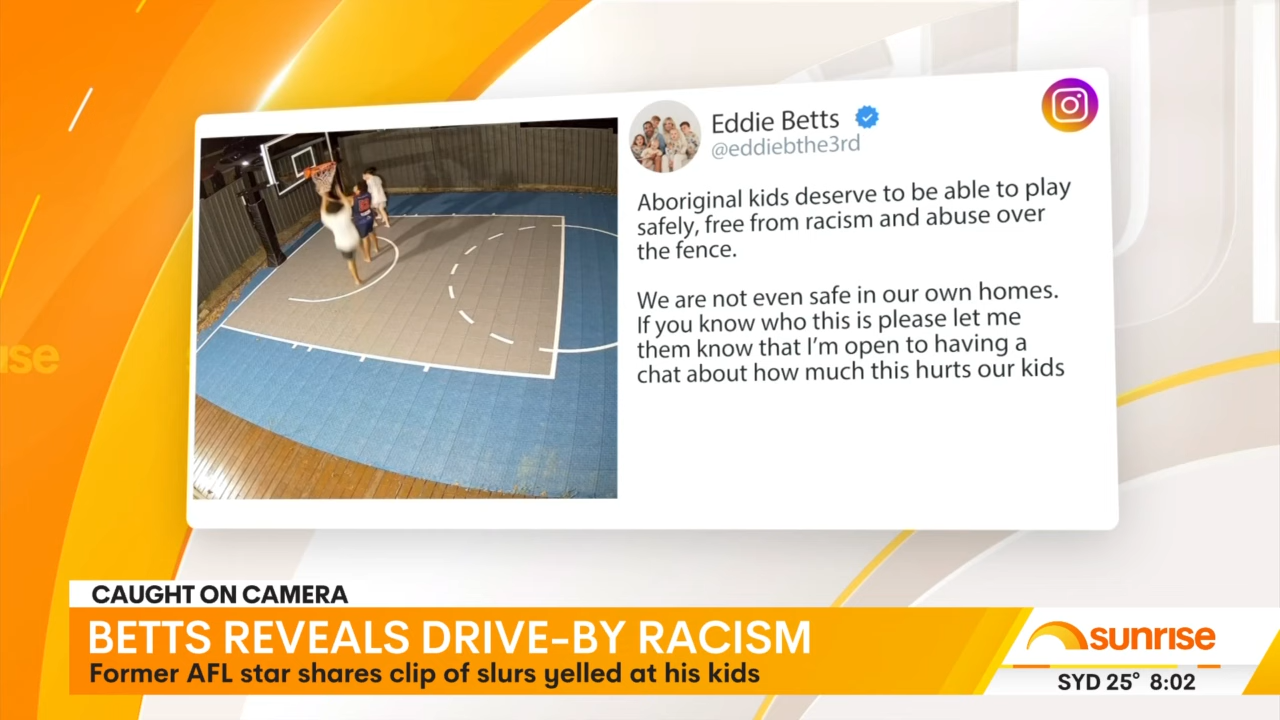 Eddie Betts
@eddiebthe3rd
Aboriginal kids deserve to be able to play
safely, free from racism and abuse over
the fence.
We are not even safe in our own homes.
If you know who this is please let me
them know that I'm open to having a
chat about how much this hurts our kids
ise
CAUGHT ON CAMERA
BETTS REVEALS DRIVE-BY RACISM
Former AFL star shares clip of slurs yelled at his kids
sunrise
SYD 25° 8:02